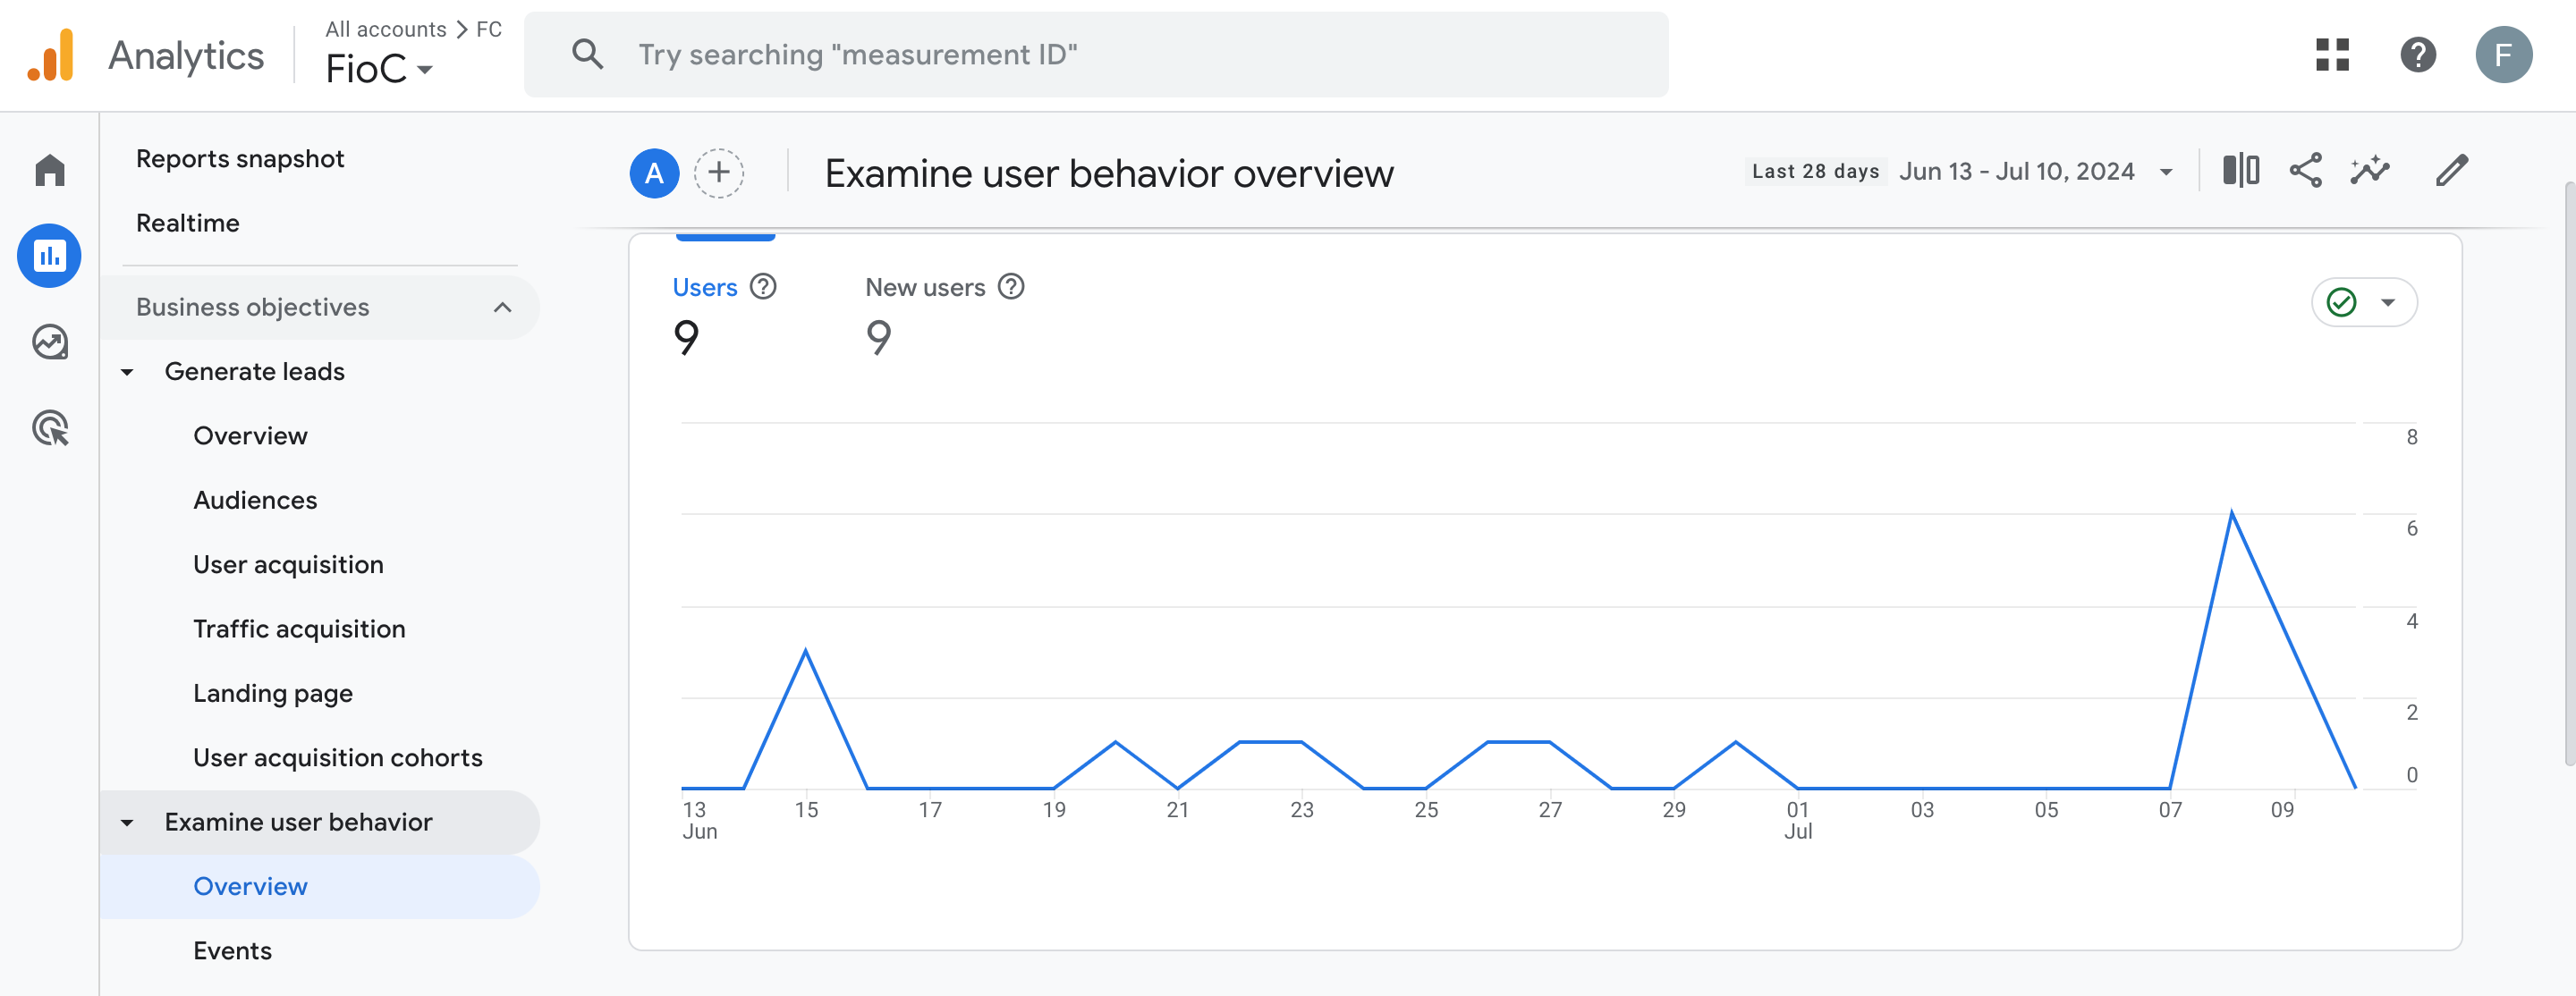 Analytics
All accounts > FC
FioC
Try searching "measurement ID"
F
Reports snapshot
Realtime
Business objectives
Generate leads
Overview
Audiences
User acquisition
Traffic acquisition
Landing page
User acquisition cohorts
Examine user behavior
Overview
Events
A
Examine user behavior overview
Last 28 days Jun 13 - Jul 10, 2024
Users New users
9 9
8
6
4
2
0
13 15 17 19 21 23 25 27 29 01 03 05 07 09
Jun Jul